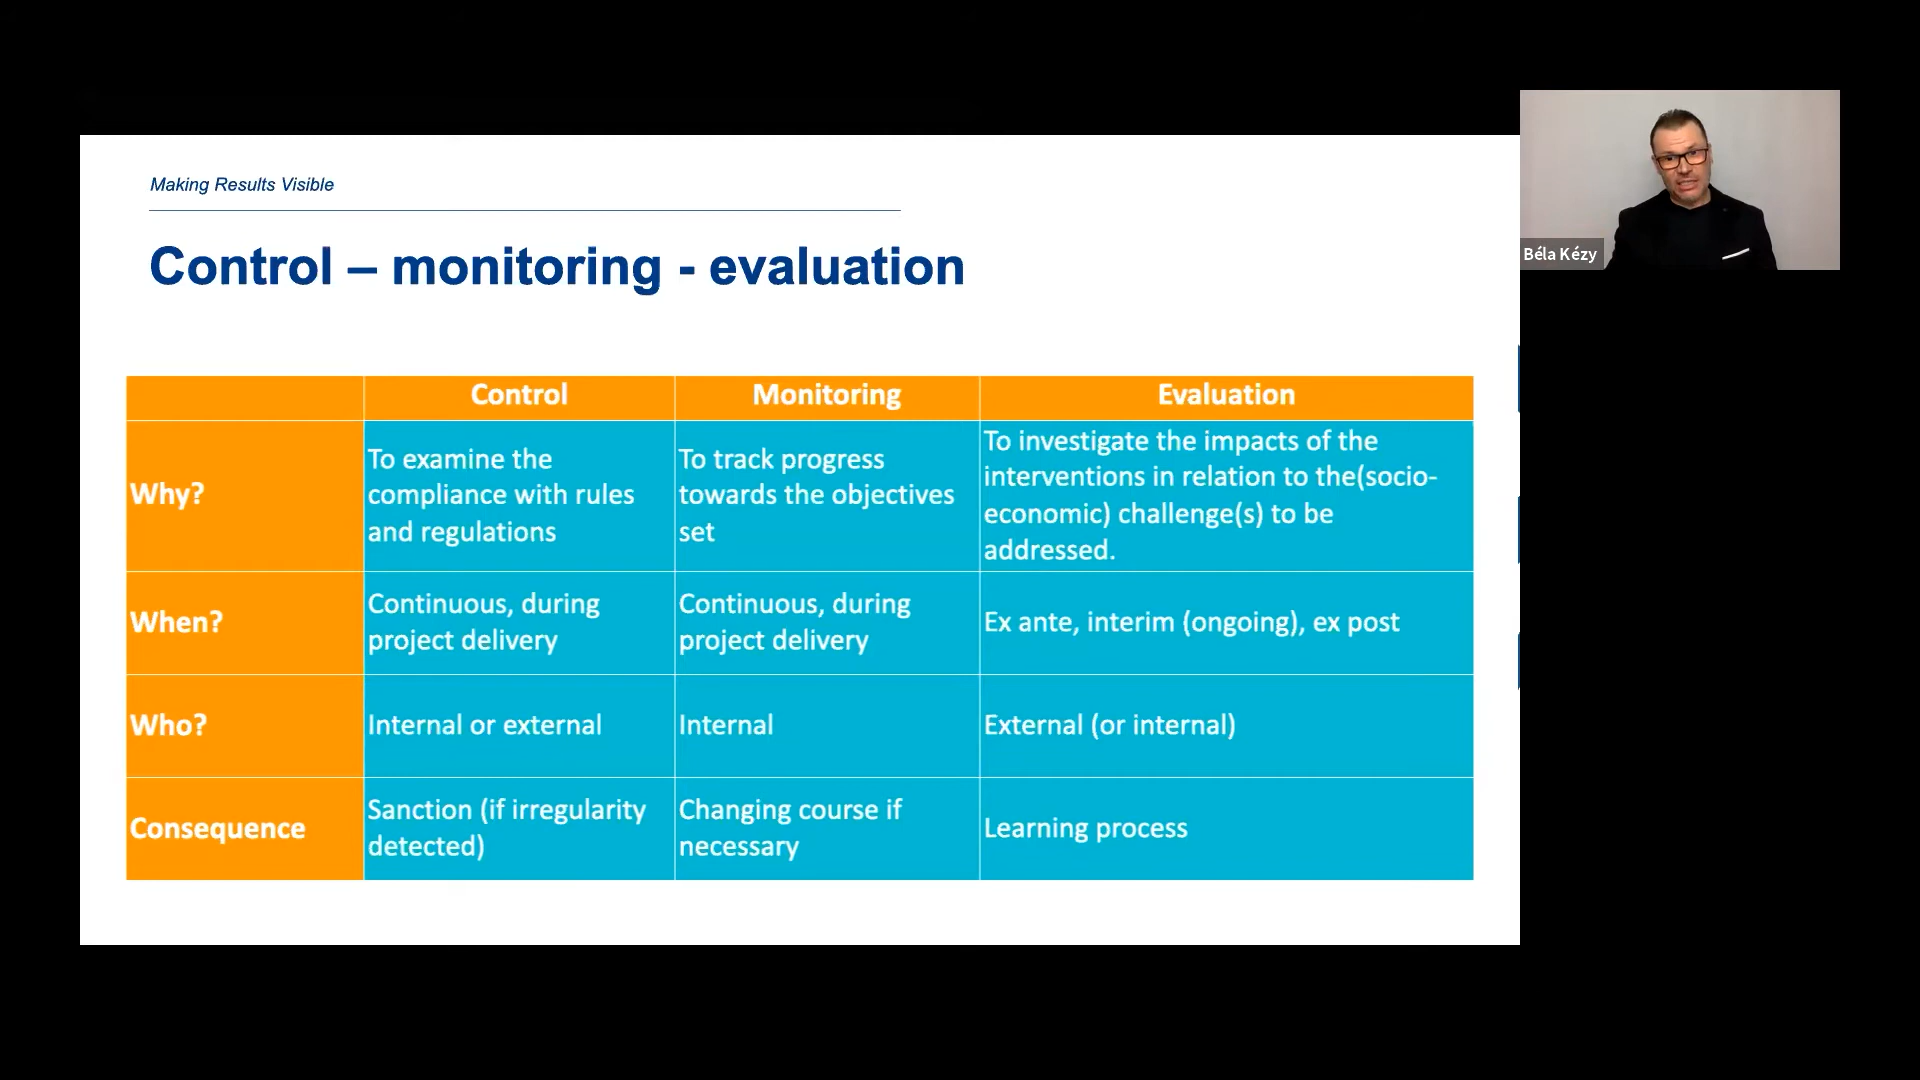 Making Results Visible
Béla Kézy
Control – monitoring - evaluation
Control
Monitoring
Evaluation
Why?
To examine the
compliance with rules
and regulations
To track progress
towards the objectives
set
To investigate the impacts of the
interventions in relation to the(socio-
economic) challenge(s) to be
addressed.
When?
Continuous, during
project delivery
Continuous, during
project delivery
Ex ante, interim (ongoing), ex post
Who?
Internal or external
Internal
External (or internal)
Consequence
Sanction (if irregularity
detected)
Changing course if
necessary
Learning process